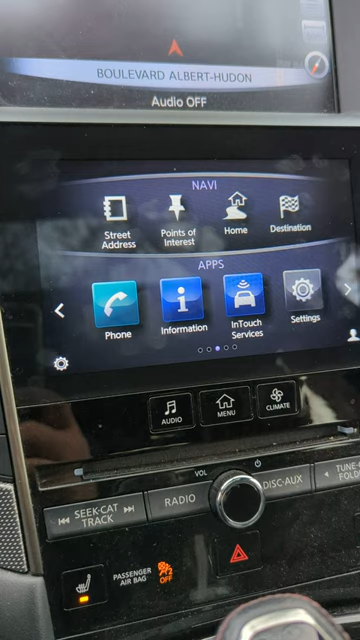 BOULEVARD ALBERT-HUDON
Audio OFF
NAVI
Street
Address
Points of
Interest
Home
Destination
APPS
Phone
Information
InTouch
Services
Settings
AUDIO
MENU
CLIMATE
VOL
SEEK-CAT
TRACK
RADIO
DISC-AUX
TUNE-
FOLD
PASSENGER
AIR BAG
2
OFF